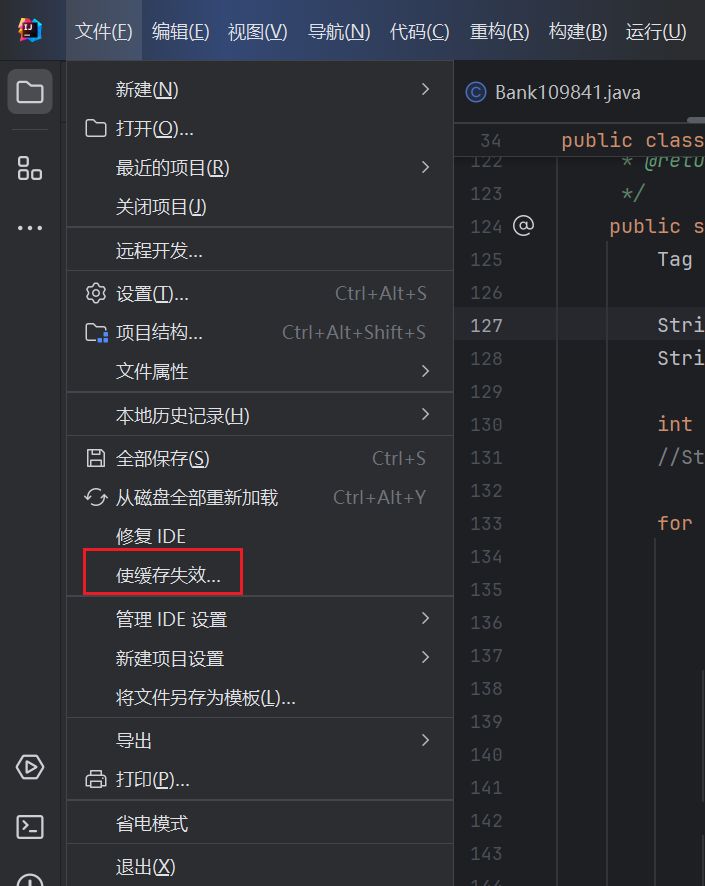 文件(F) 编辑(E) 视图(V) 导航(N) 代码(C) 重构(R) 构建(B) 运行(U)
新建(N)
打开(O)...
最近的项目(R)
关闭项目(J)
远程开发...
设置(T)... Ctrl+Alt+S
项目结构... Ctrl+Alt+Shift+S
文件属性
本地历史记录(H)
全部保存(S) Ctrl+S
从磁盘全部重新加载 Ctrl+Alt+Y
修复 IDE
使缓存失效...
管理 IDE 设置
新建项目设置
将文件另存为模板(L)...
导出
打印(P)...
省电模式
退出(X)
Bank109841.java
34 public class
122 * @retu
123 */
124 @ public s
125 Tag
126
127 Stri
128 Stri
129
130 int
131 //St
132
133 for
134
135
136
137
138
139
140
141
142
143